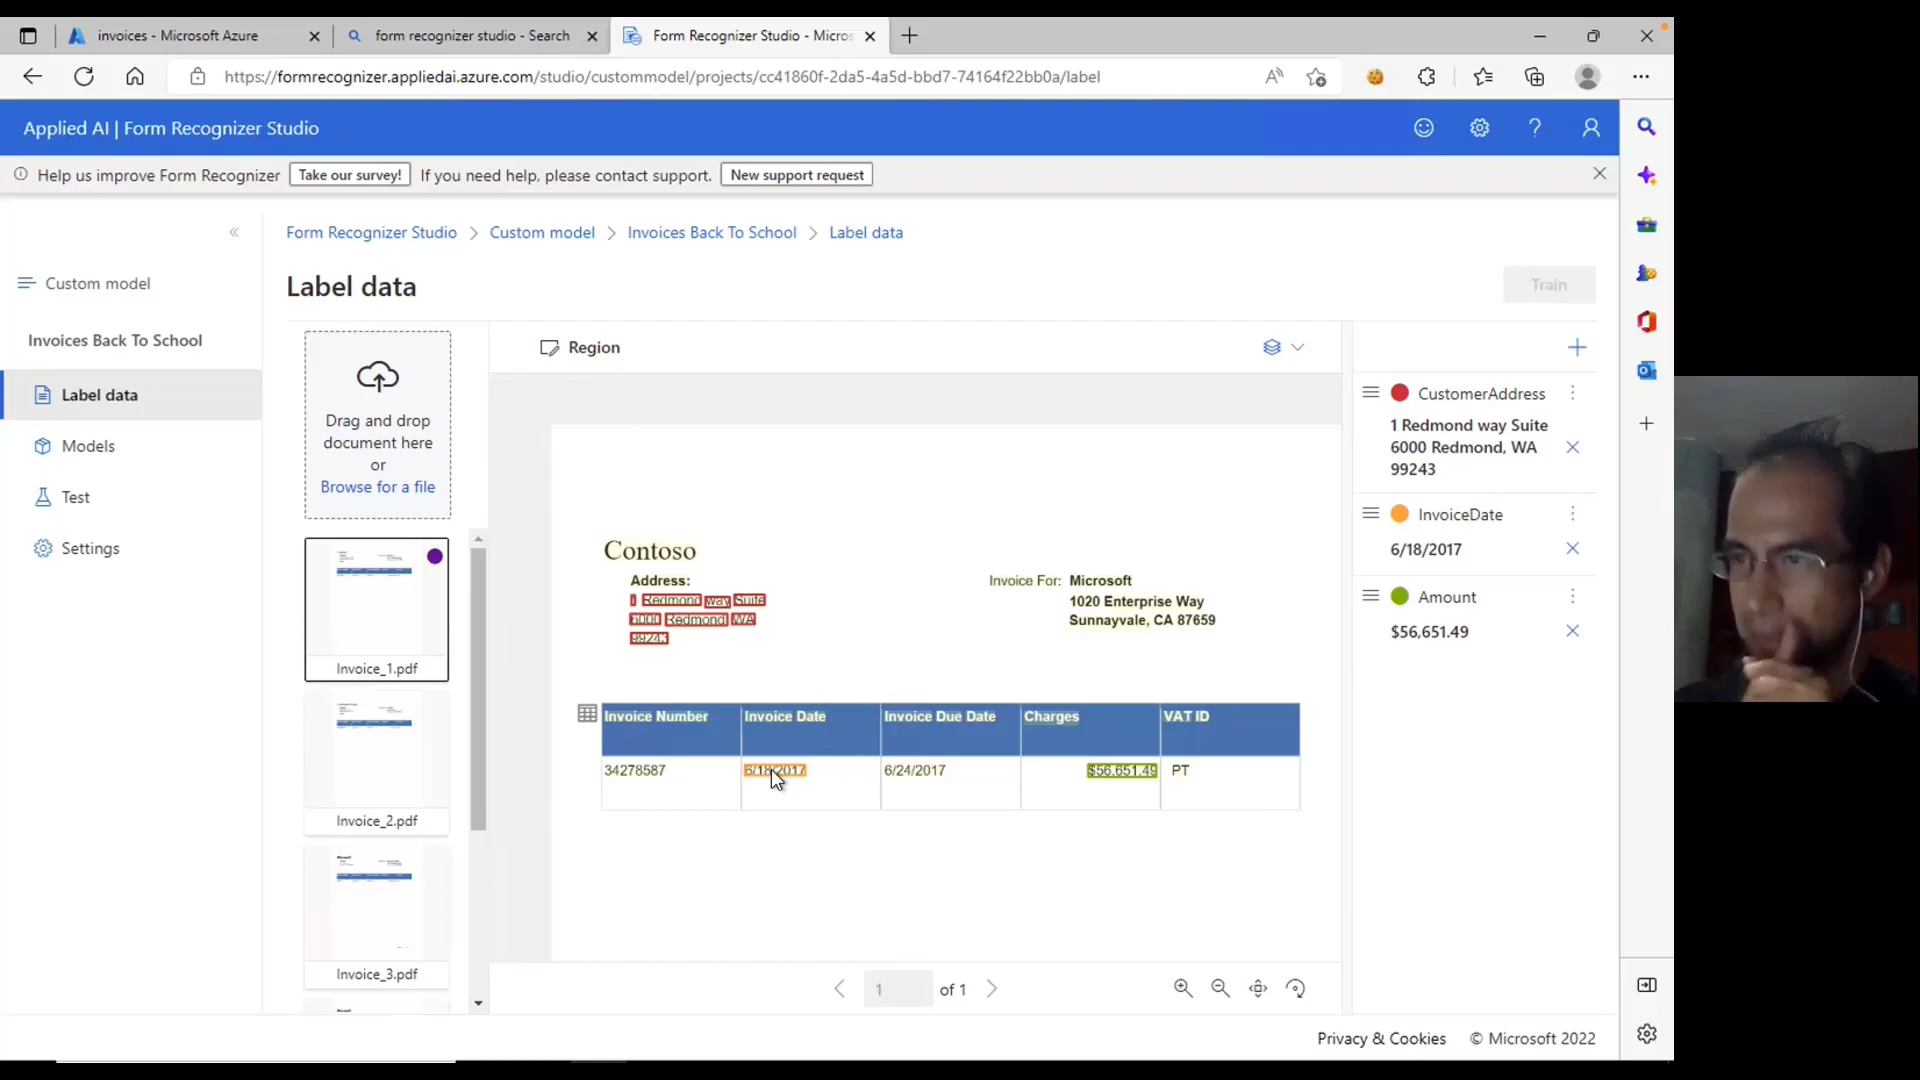 invoices - Microsoft Azure
form recognizer studio - Search
Form Recognizer Studio - Micros
https://formrecognizer.appliedai.azure.com/studio/custommodel/projects/cc41860f-2da5-4a5d-bbd7-74164f22bb0a/label
Applied AI | Form Recognizer Studio
Help us improve Form Recognizer Take our survey! If you need help, please contact support. New support request
Form Recognizer Studio > Custom model > Invoices Back To School > Label data
Custom model
Invoices Back To School
Label data
Models
Test
Settings
Label data
Train
Drag and drop
document here
or
Browse for a file
Invoice_1.pdf
Invoice_2.pdf
Invoice_3.pdf
Region
Contoso
Address:
1 Redmond way Suite
6000 Redmond, WA
99243
Invoice For: Microsoft
1020 Enterprise Way
Sunnayvale, CA 87659
Invoice Number Invoice Date Invoice Due Date Charges VAT ID
34278587 6/18/2017 6/24/2017 $56,651.49 PT
1 of 1
CustomerAddress
1 Redmond way Suite
6000 Redmond, WA
99243
InvoiceDate
6/18/2017
Amount
$56,651.49
Privacy & Cookies © Microsoft 2022